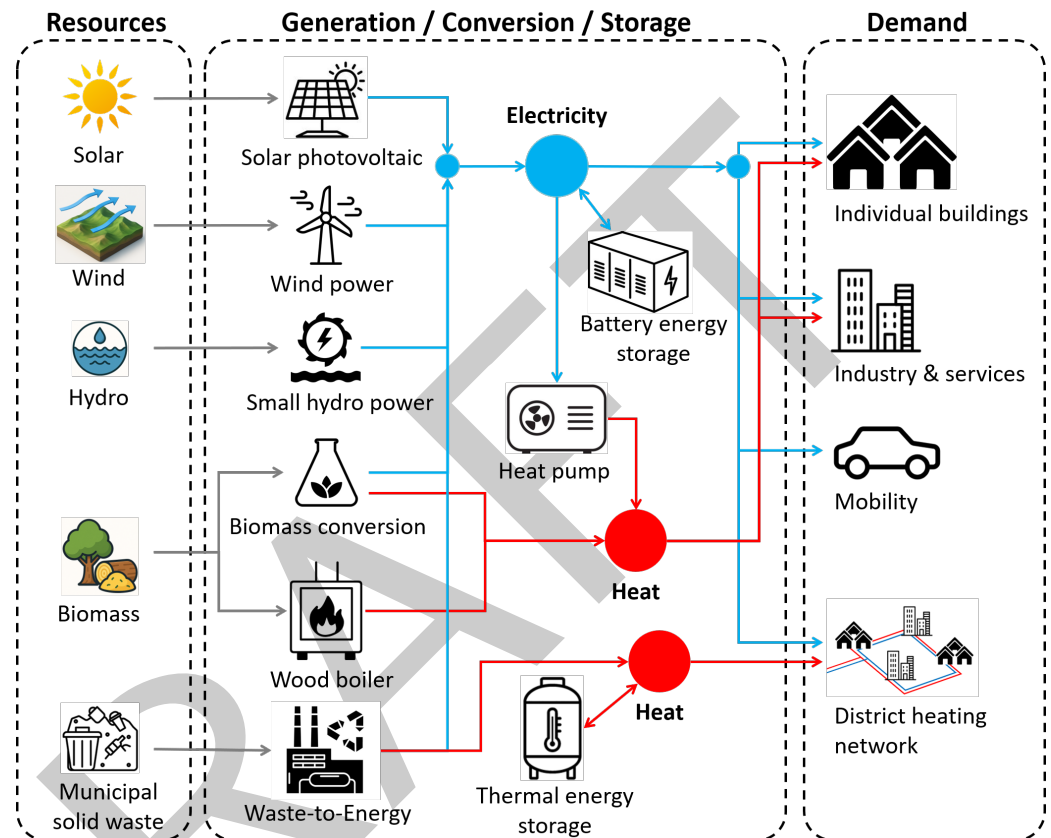 Resources
Generation / Conversion / Storage
Demand
Solar
Solar photovoltaic
Electricity
Individual buildings
Wind
Wind power
Battery energy
storage
Industry & services
Hydro
Small hydro power
Heat pump
Mobility
Biomass conversion
Biomass
Heat
Wood boiler
Heat
District heating
network
Municipal
solid waste
Waste-to-Energy
Thermal energy
storage
RAFT